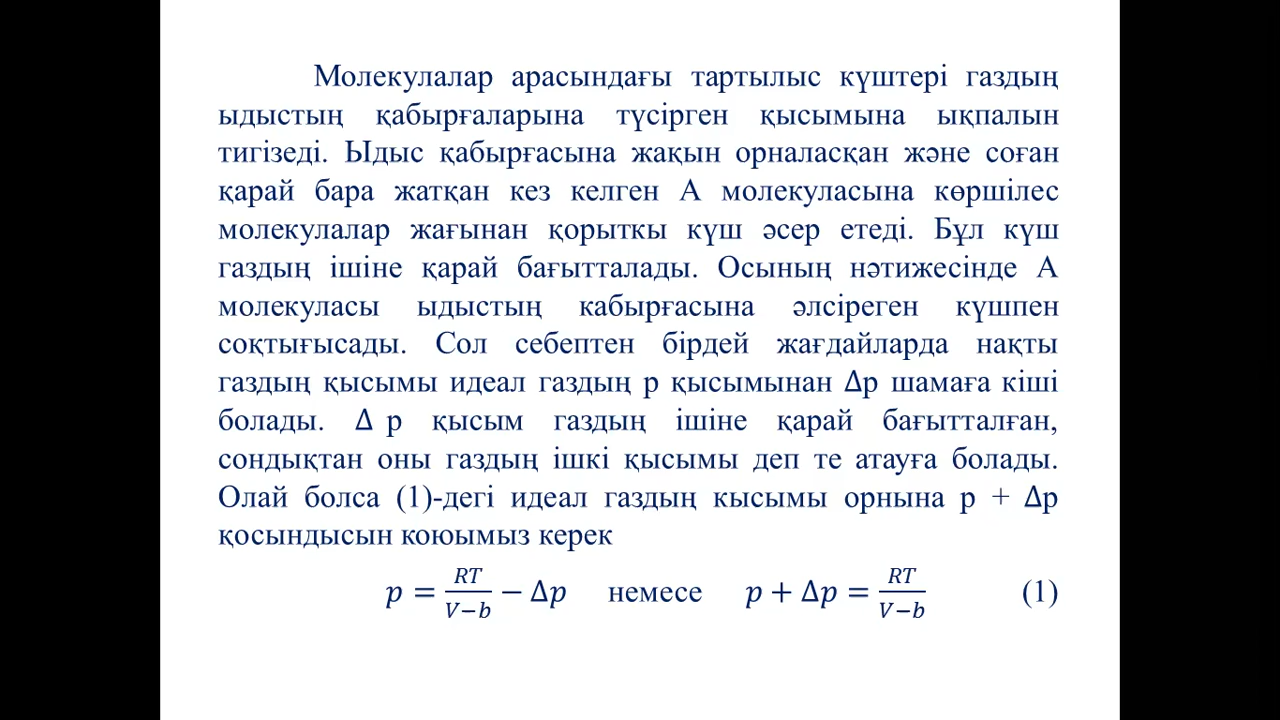 Молекулалар арасындағы тартылыс күштері газдың
ыдыстың қабырғаларына түсірген қысымына ықпалын
тигізеді. Ыдыс қабырғасына жақын орналасқан және соған
қарай бара жатқан кез келген А молекуласына көршілес
молекулалар жағынан қорыткы күш әсер етеді. Бұл күш
газдың ішіне қарай бағытталады. Осының нәтижесінде А
молекуласы ыдыстың кабырғасына әлсіреген күшпен
соқтығысады. Сол себептен бірдей жағдайларда нақты
газдың қысымы идеал газдың р қысымынан Δр шамаға кіші
болады. Δ р қысым газдың ішіне қарай бағытталған,
сондықтан оны газдың ішкі қысымы деп те атауға болады.
Олай болса (1)-дегі идеал газдың кысымы орнына р + Δр
қосындысын коюымыз керек
p = RT/(V−b) − Δp немесе p + Δp = RT/(V−b) (1)